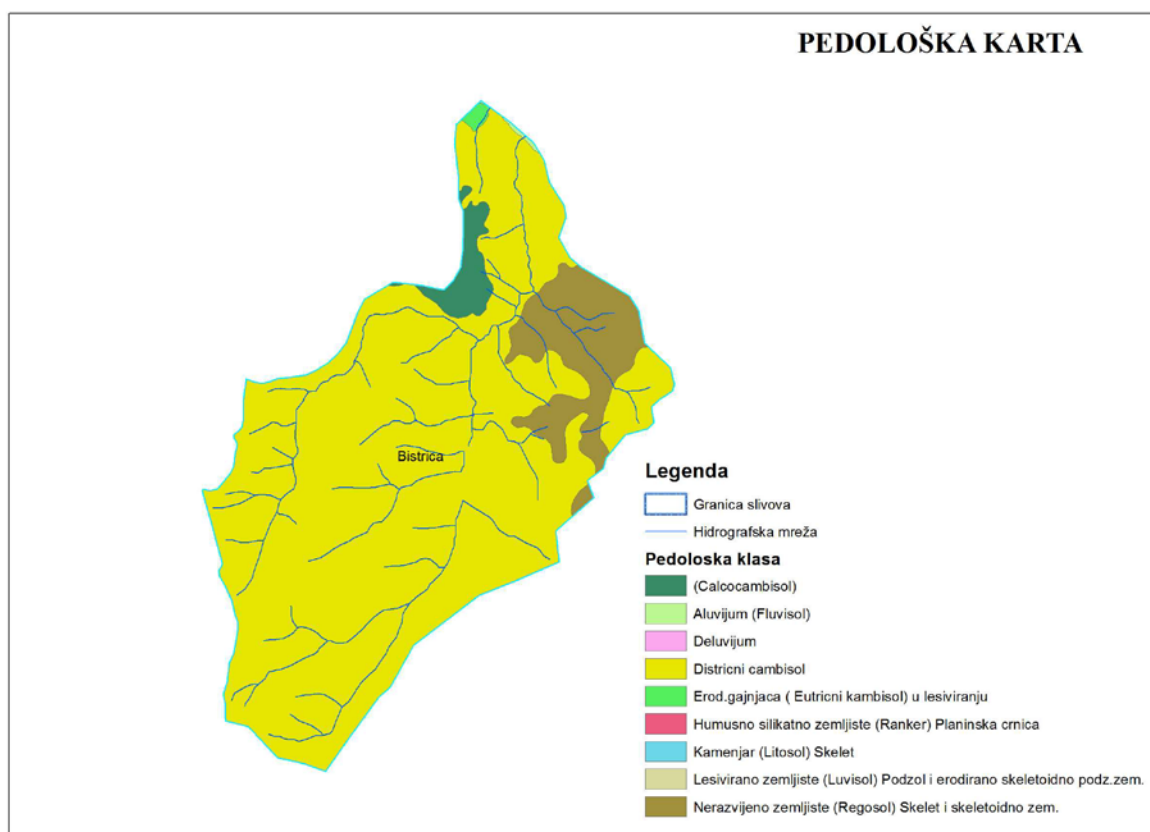 PEDOLOŠKA KARTA
Bistrica
Legenda
Granica slivova
Hidrografska mreža
Pedoloska klasa
(Calcocambisol)
Aluvijum (Fluvisol)
Deluvijum
Districni cambisol
Erod.gajnjaca ( Eutricni kambisol) u lesiviranju
Humusno silikatno zemljiste (Ranker) Planinska crnica
Kamenjar (Litosol) Skelet
Lesivirano zemljiste (Luvisol) Podzol i erodirano skeletoidno podz.zem.
Nerazvijeno zemljiste (Regosol) Skelet i skeletoidno zem.